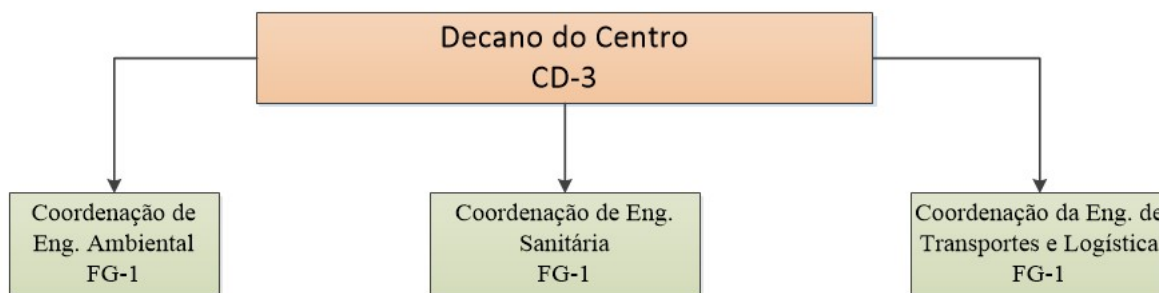 Decano do Centro
CD-3
Coordenação de
Eng. Ambiental
FG-1
Coordenação de Eng.
Sanitária
FG-1
Coordenação da Eng. de
Transportes e Logística
FG-1